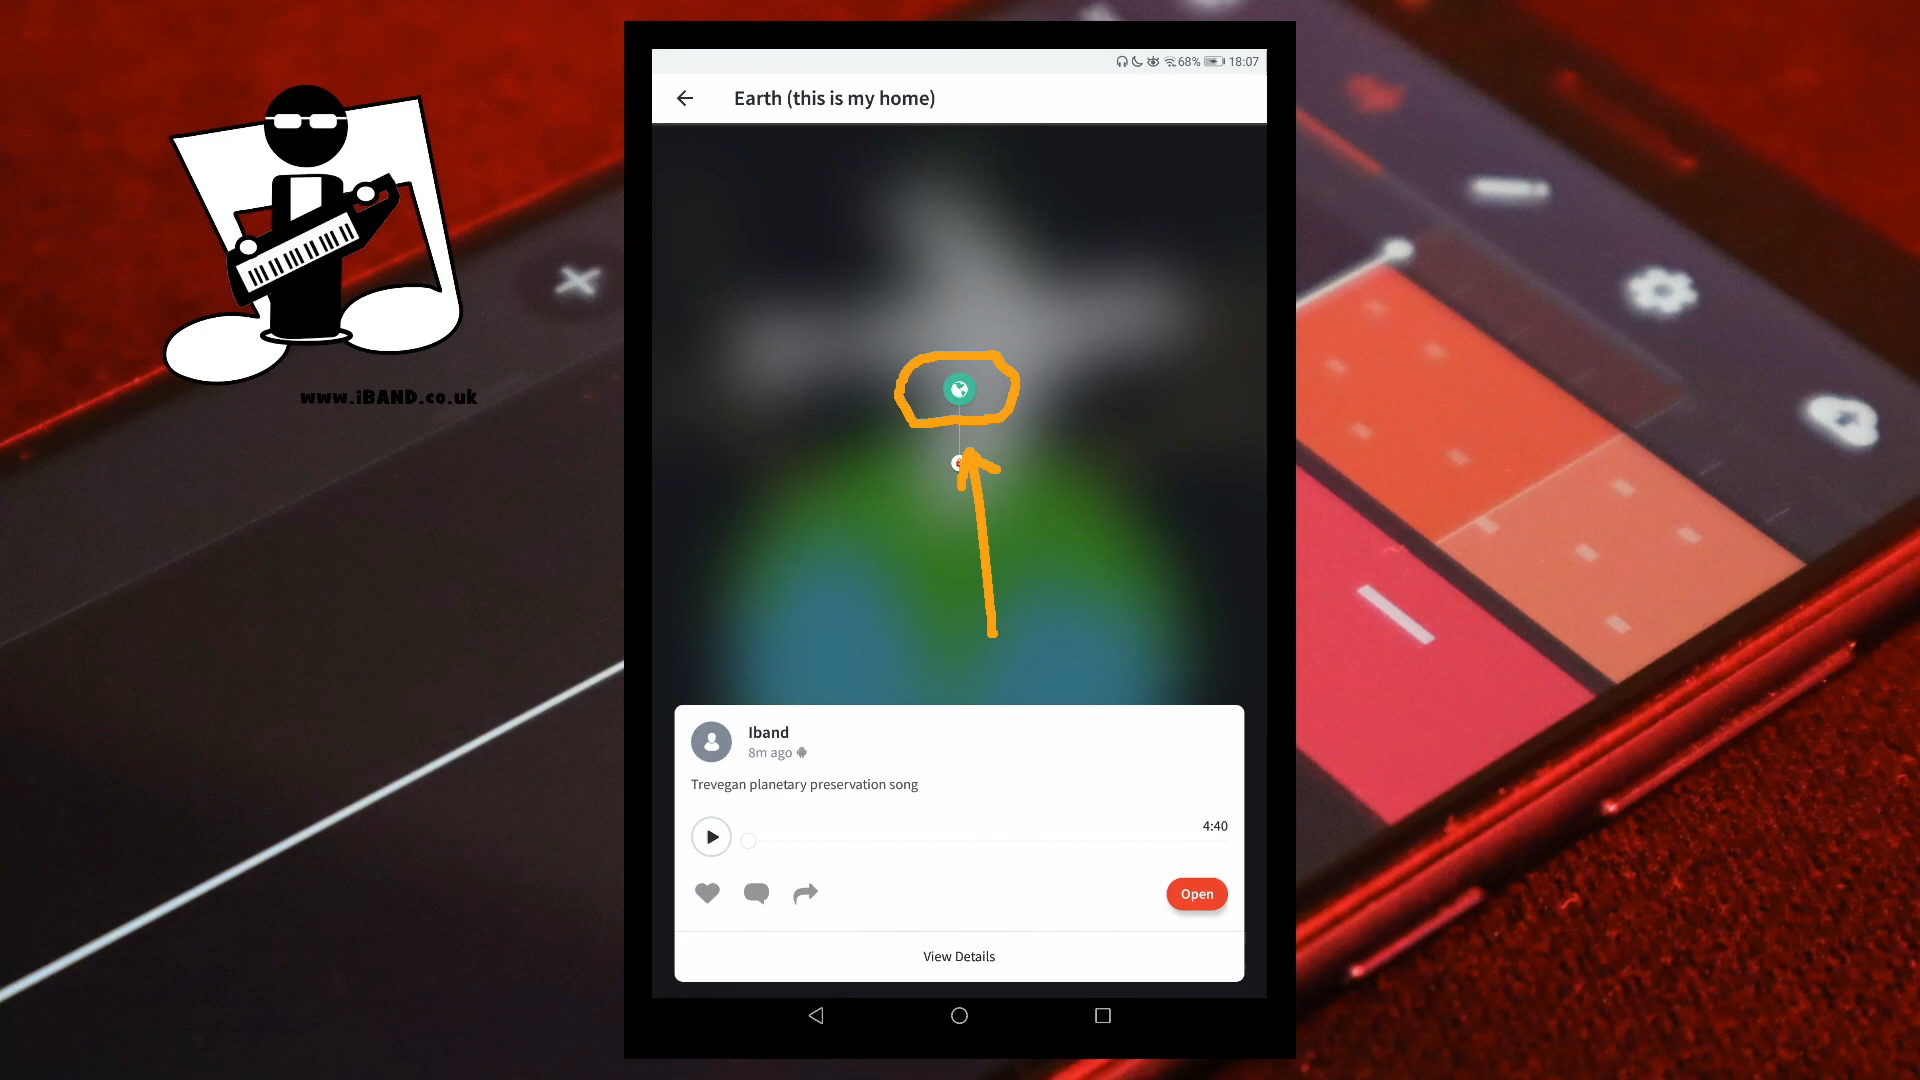 68% 18:07
Earth (this is my home)
www.iBAND.co.uk
Iband
8m ago
Trevegan planetary preservation song
4:40
Open
View Details